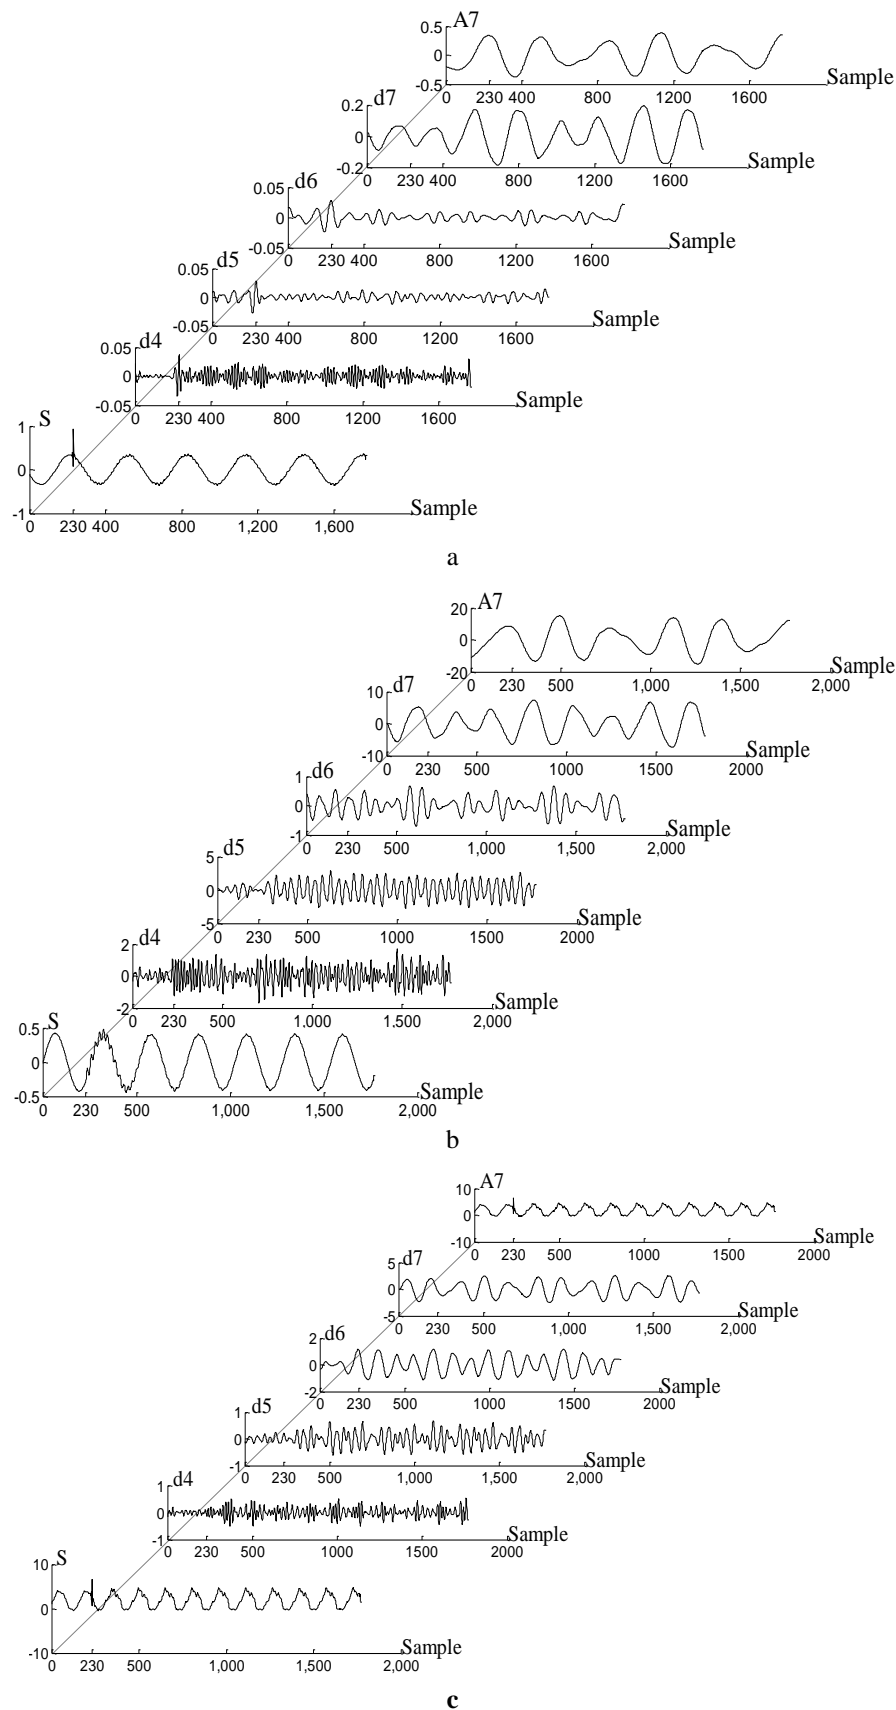 A7
0.5
0
-0.5
0 230 400 800 1200 1600
Sample
d7
0.2
0
-0.2
0 230 400 800 1200 1600
Sample
d6
0.05
0
-0.05
0 230 400 800 1200 1600
Sample
d5
0.05
0
-0.05
0 230 400 800 1200 1600
Sample
d4
0.05
0
-0.05
0 230 400 800 1200 1600
Sample
S
1
0
-1
0 230 400 800 1,200 1,600
Sample
a
A7
20
0
-20
0 230 500 1,000 1,500 2,000
Sample
d7
10
0
-10
0 230 500 1000 1500 2000
Sample
d6
1
0
-1
0 230 500 1,000 1,500 2,000
Sample
d5
5
0
-5
0 230 500 1000 1500 2000
Sample
d4
2
0
-2
0 230 500 1.000 1.500 2,000
Sample
S
0.5
0
-0.5
0 230 500 1,000 1,500 2,000
Sample
b
A7
10
0
-10
0 230 500 1000 1500 2000
Sample
d7
5
0
-5
0 230 500 1,000 1,500 2,000
Sample
d6
2
0
-2
0 230 500 1000 1500 2000
Sample
d5
1
0
-1
0 230 500 1,000 1,500 2,000
Sample
d4
1
0
-1
0 230 500 1000 1500 2000
Sample
S
10
0
-10
0 230 500 1,000 1,500 2,000
Sample
c